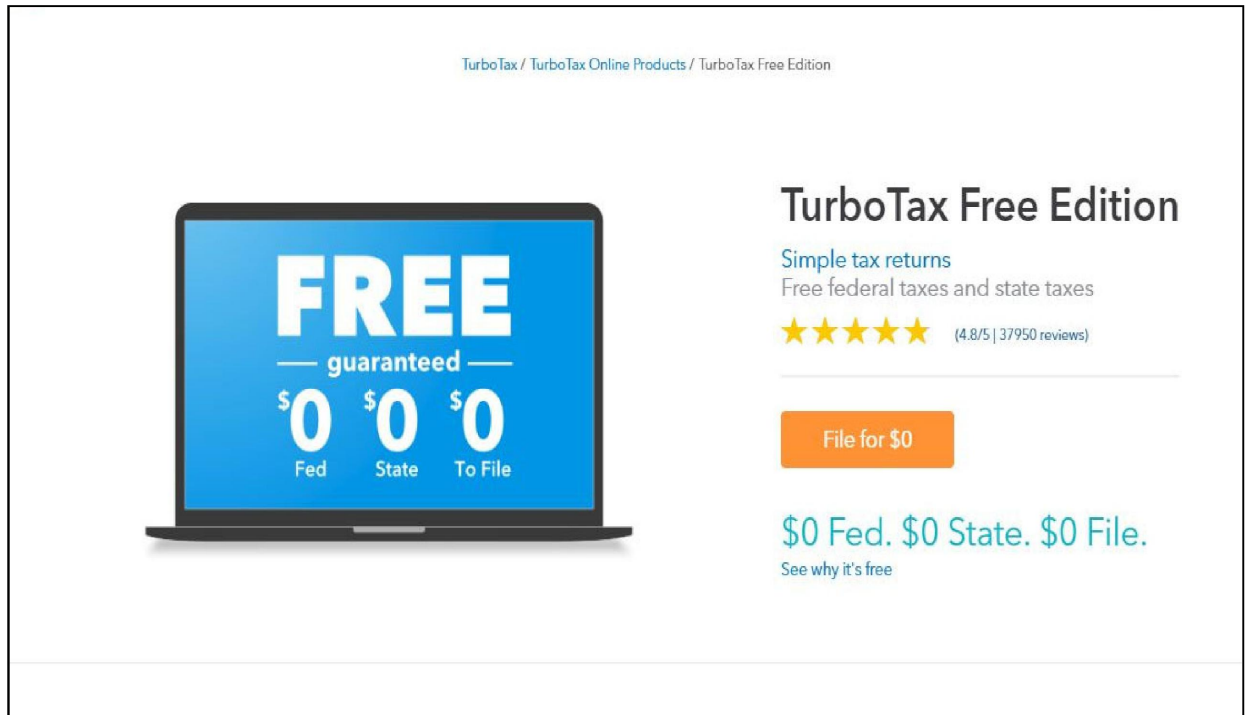 TurboTax / TurboTax Online Products / TurboTax Free Edition
FREE
guaranteed
$0 $0 $0
Fed State To File
TurboTax Free Edition
Simple tax returns
Free federal taxes and state taxes
(4.8/5 | 37950 reviews)
File for $0
$0 Fed. $0 State. $0 File.
See why it's free